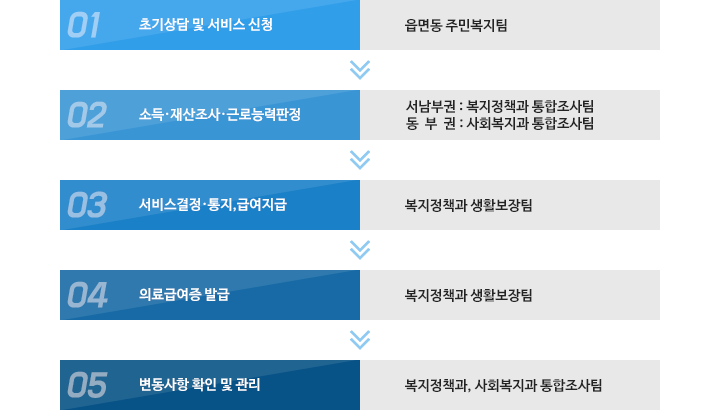 01 초기상담 및 서비스 신청 읍면동 주민복지팀
02 소득·재산조사·근로능력판정 서남부권 : 복지정책과 통합조사팀
동 부 권 : 사회복지과 통합조사팀
03 서비스결정·통지,급여지급 복지정책과 생활보장팀
04 의료급여증 발급 복지정책과 생활보장팀
05 변동사항 확인 및 관리 복지정책과, 사회복지과 통합조사팀